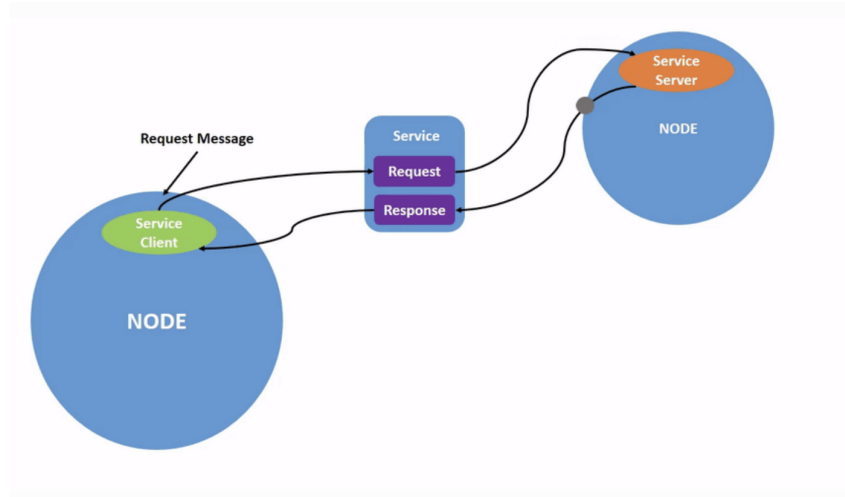 Service
Server
NODE
Service
Request Message
Request
Response
Service
Client
NODE